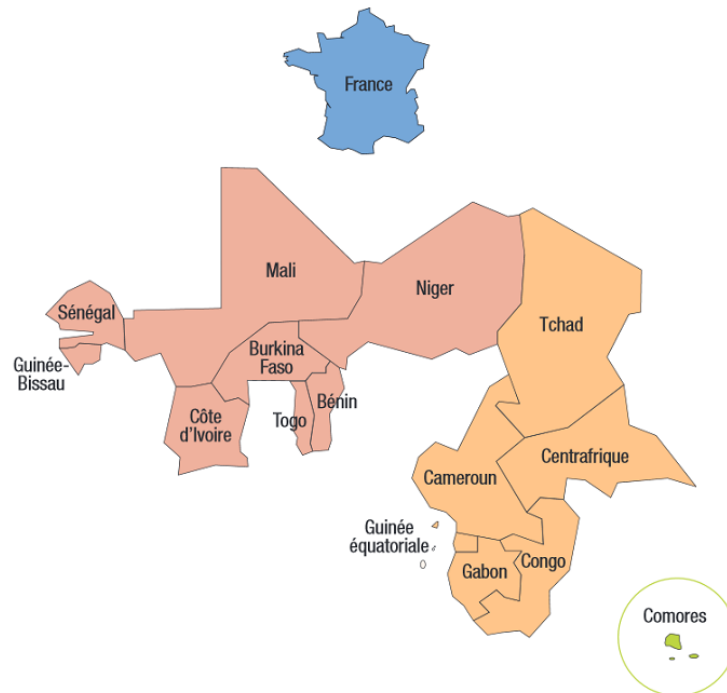 France
Mali
Niger
Sénégal
Tchad
Burkina
Faso
Guinée-
Bissau
Bénin
Côte
d'Ivoire
Togo
Centrafrique
Cameroun
Guinée
équatoriale
Congo
Gabon
Comores